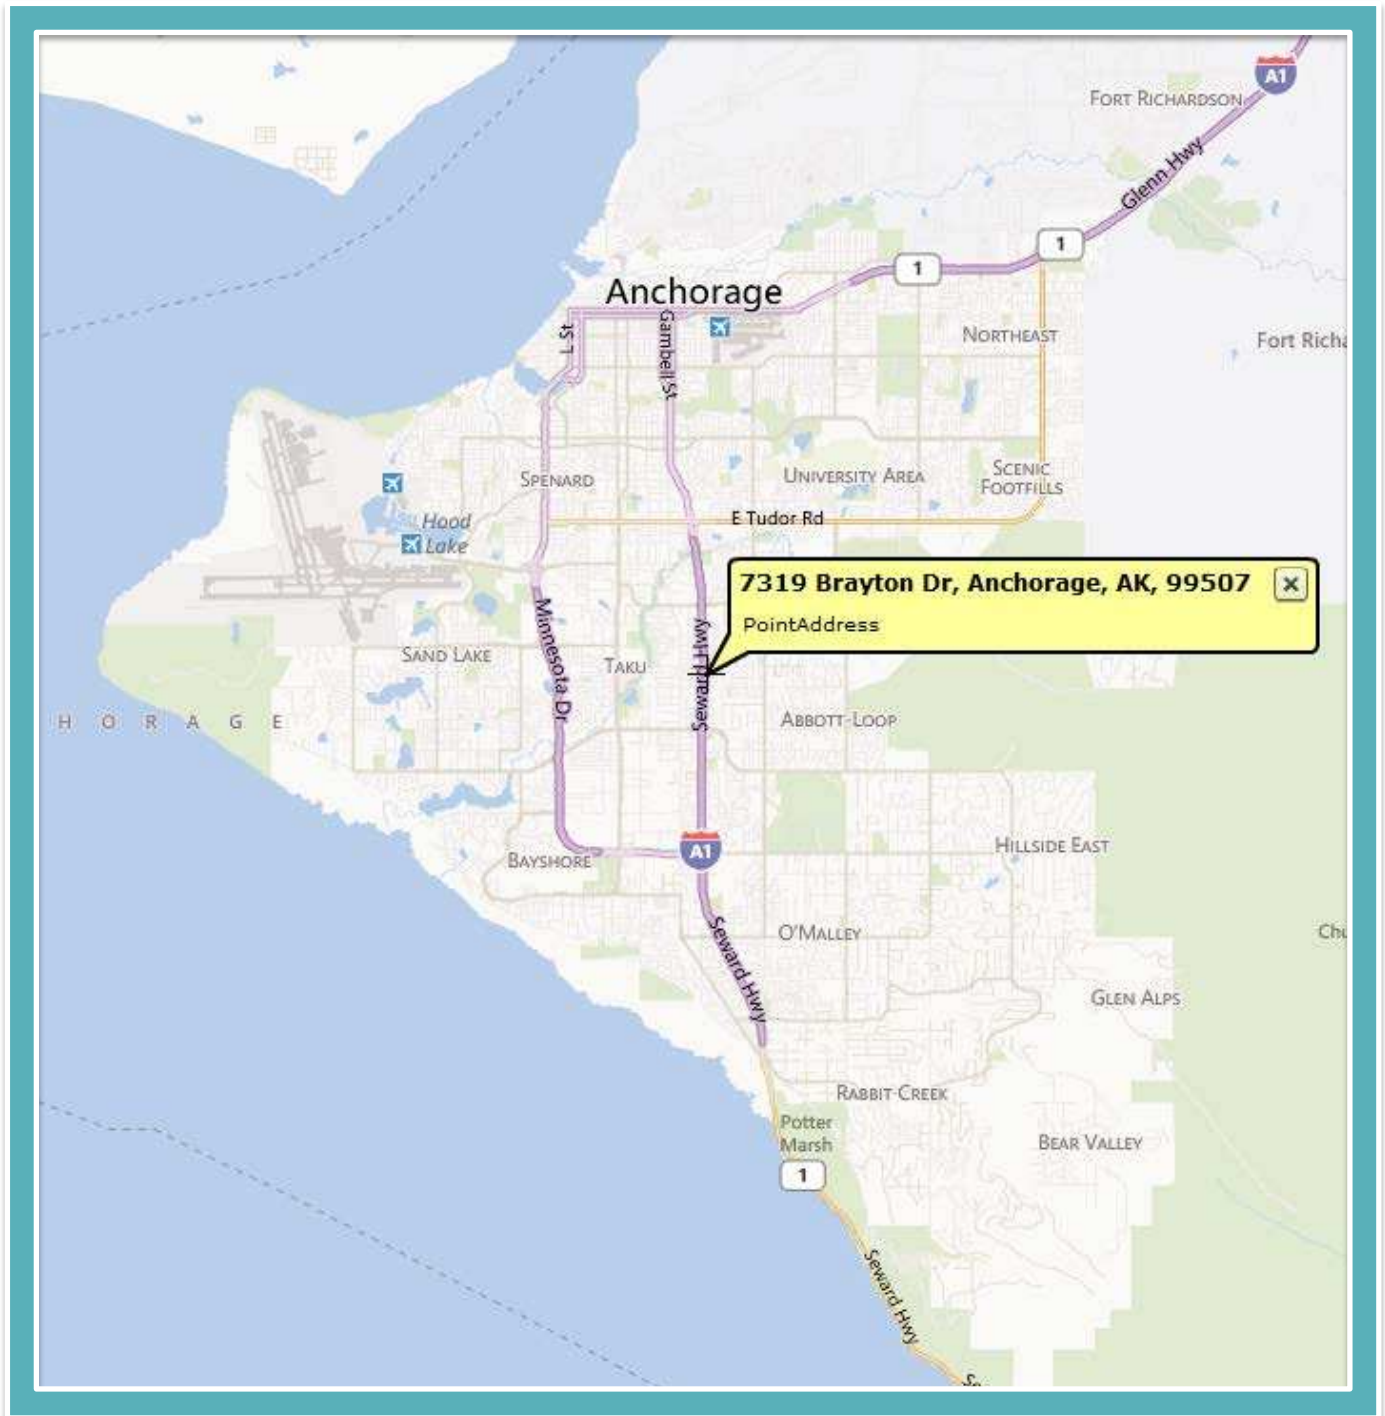 A1
FORT RICHARDSON
Glenn Hwy
1
1
Anchorage
L St
Gambell St
NORTHEAST
Fort Richa
SPENARD
UNIVERSITY AREA
SCENIC
FOOTFILLS
Hood
Lake
E Tudor Rd
7319 Brayton Dr, Anchorage, AK, 99507
PointAddress
Minnesota Dr
SAND LAKE
TAKU
Seward Hwy
H O R A G E
ABBOTT LOOP
A1
BAYSHORE
HILLSIDE EAST
Seward Hwy
O'MALLEY
Chu
GLEN ALPS
RABBIT CREEK
Potter
Marsh
BEAR VALLEY
1
Seward Hwy
Se